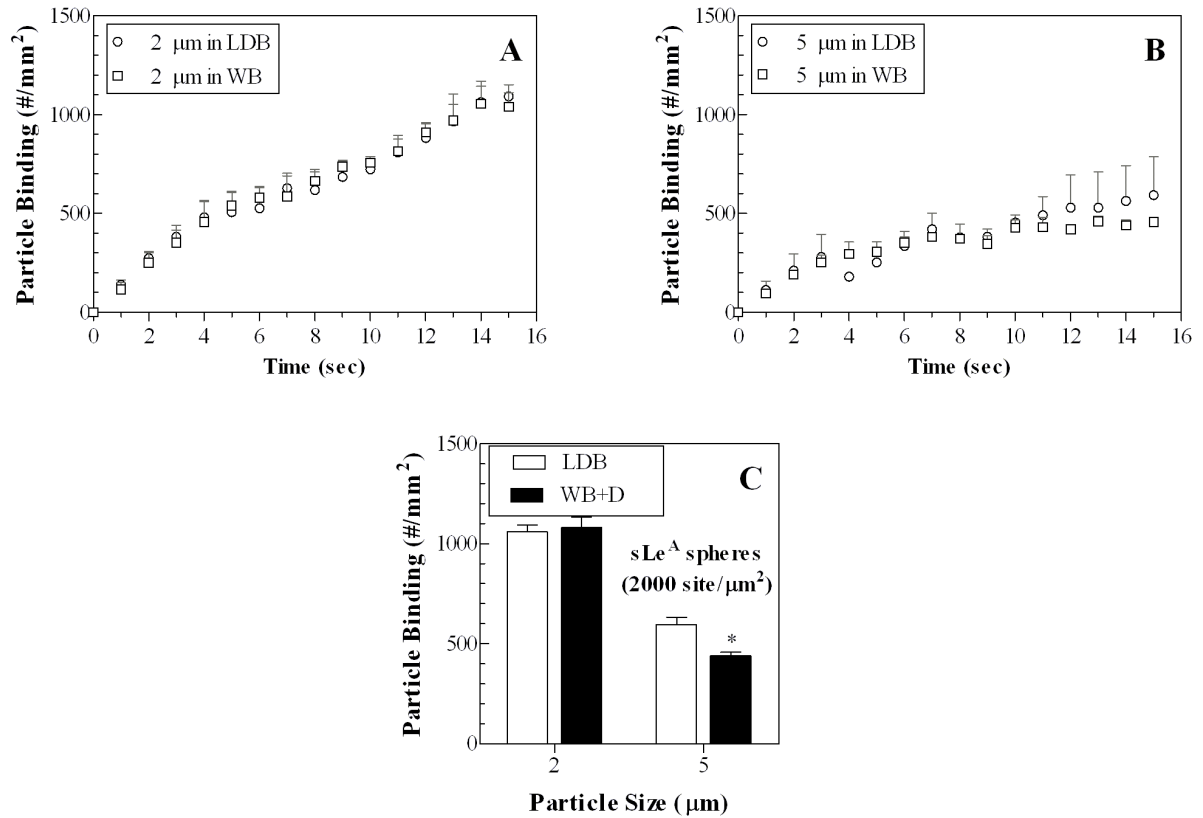 A
2 μm in LDB
2 μm in WB
Particle Binding (#/mm²)
1500
1000
500
0
0 2 4 6 8 10 12 14 16
Time (sec)
B
5 μm in LDB
5 μm in WB
Particle Binding (#/mm²)
1500
1000
500
0
0 2 4 6 8 10 12 14 16
Time (sec)
C
LDB
WB+D
sLeᴬ spheres
(2000 site/μm²)
*
Particle Binding (#/mm²)
1500
1000
500
0
2 5
Particle Size (μm)